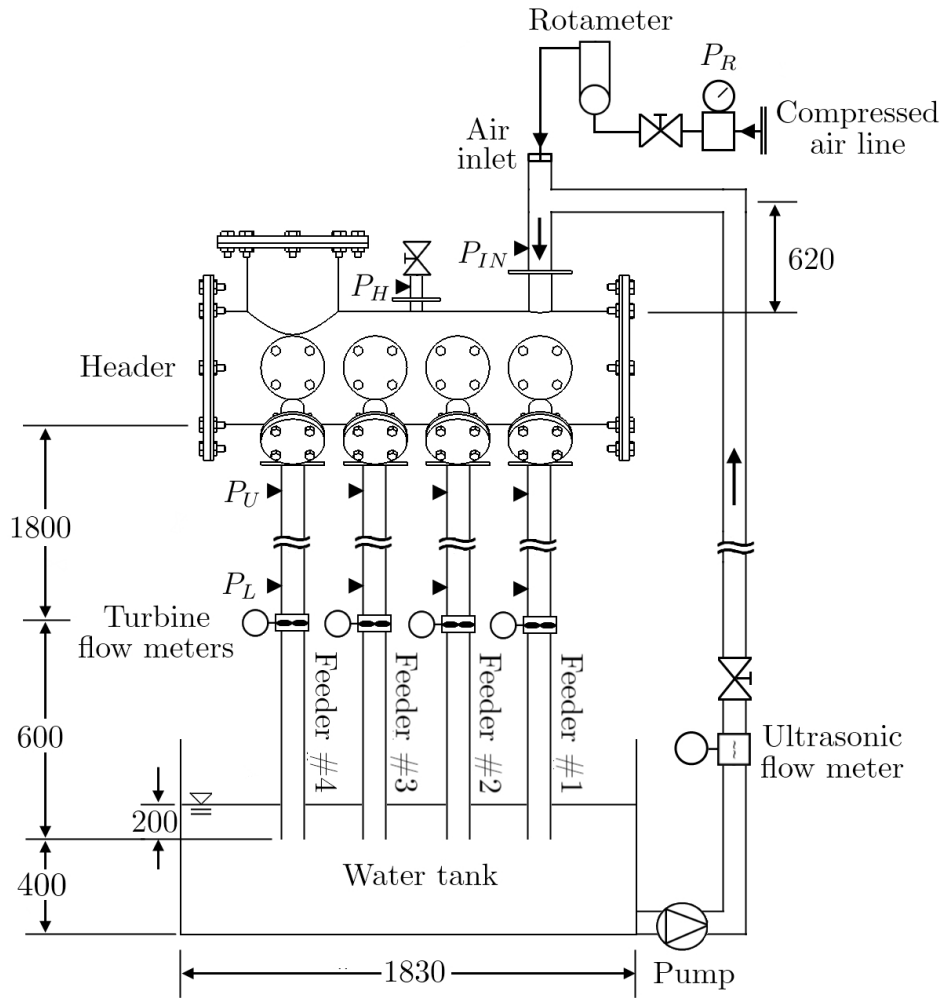 Rotameter
P_R
Compressed
air line
Air
inlet
P_IN
620
P_H
Header
P_U
1800
P_L
Turbine
flow meters
Feeder #4
Feeder #3
Feeder #2
Feeder #1
600
Ultrasonic
flow meter
200
400
Water tank
1830
Pump